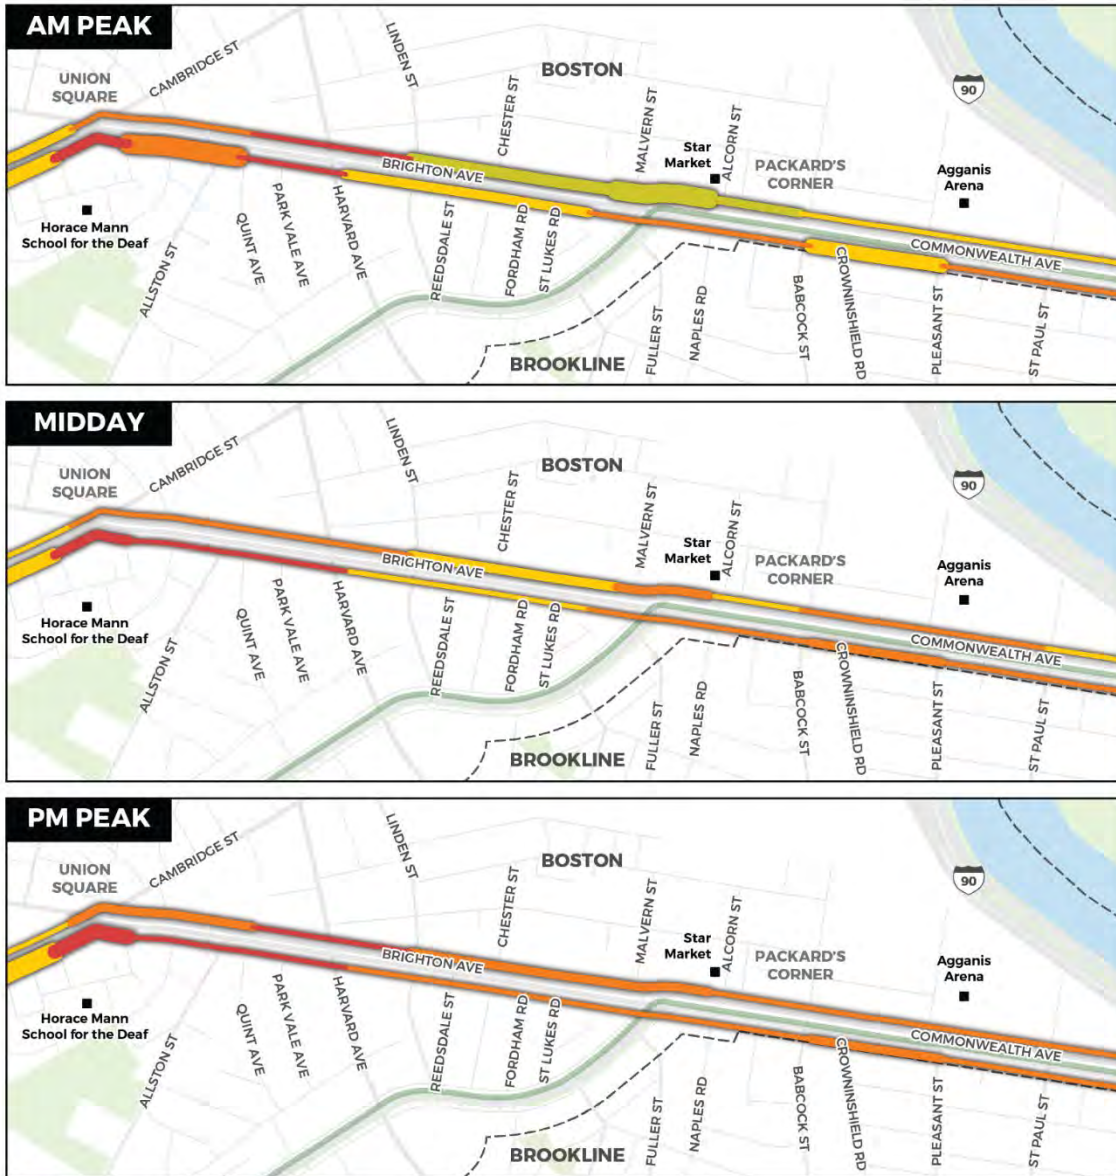 AM PEAK
UNION
SQUARE
CAMBRIDGE ST
LINDEN ST
BOSTON
CHESTER ST
MALVERN ST
Star
Market
ALCORN ST
PACKARD'S
CORNER
90
Agganis
Arena
BRIGHTON AVE
COMMONWEALTH AVE
Horace Mann
School for the Deaf
ALLSTON ST
QUINT AVE
PARK VALE AVE
HARVARD AVE
REEDSDALE ST
FORDHAM RD
ST LUKES RD
BROOKLINE
FULLER ST
NAPLES RD
BABCOCK ST
CROWNINSHIELD RD
PLEASANT ST
ST PAUL ST
MIDDAY
UNION
SQUARE
CAMBRIDGE ST
LINDEN ST
BOSTON
CHESTER ST
MALVERN ST
Star
Market
ALCORN ST
PACKARD'S
CORNER
90
Agganis
Arena
BRIGHTON AVE
COMMONWEALTH AVE
Horace Mann
School for the Deaf
ALLSTON ST
QUINT AVE
PARK VALE AVE
HARVARD AVE
REEDSDALE ST
FORDHAM RD
ST LUKES RD
BROOKLINE
FULLER ST
NAPLES RD
BABCOCK ST
CROWNINSHIELD RD
PLEASANT ST
ST PAUL ST
PM PEAK
UNION
SQUARE
CAMBRIDGE ST
LINDEN ST
BOSTON
CHESTER ST
MALVERN ST
Star
Market
ALCORN ST
PACKARD'S
CORNER
90
Agganis
Arena
BRIGHTON AVE
COMMONWEALTH AVE
Horace Mann
School for the Deaf
ALLSTON ST
QUINT AVE
PARK VALE AVE
HARVARD AVE
REEDSDALE ST
FORDHAM RD
ST LUKES RD
BROOKLINE
FULLER ST
NAPLES RD
BABCOCK ST
CROWNINSHIELD RD
PLEASANT ST
ST PAUL ST